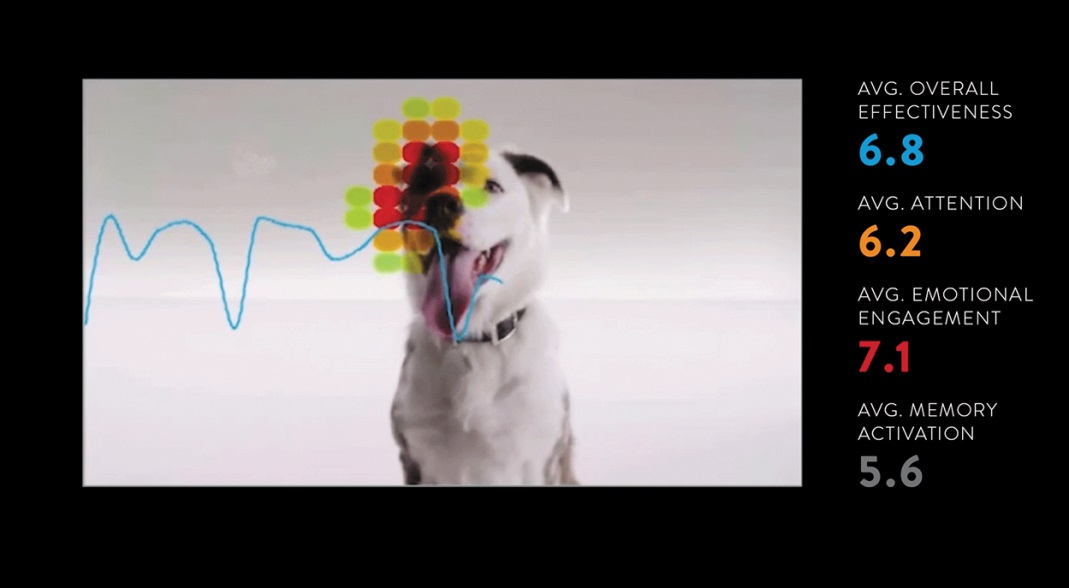 AVG. OVERALL
EFFECTIVENESS
6.8
AVG. ATTENTION
6.2
AVG. EMOTIONAL
ENGAGEMENT
7.1
AVG. MEMORY
ACTIVATION
5.6